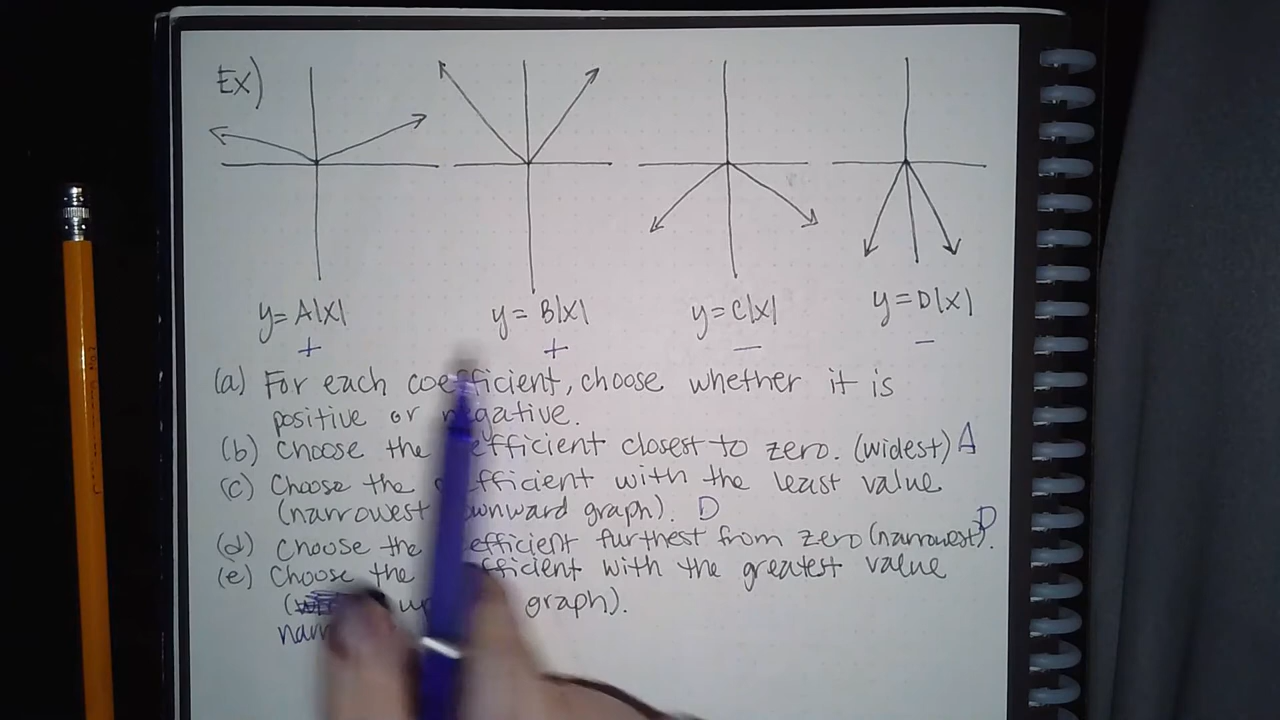 Ex)
y=A|x| y=B|x| y=C|x| y=D|x|
+ + — —
(a) For each coefficient, choose whether it is
positive or negative.
(b) Choose the efficient closest to zero. (widest) A
(c) Choose the efficient with the least value
(narrowest ownward graph). D
(d) Choose the efficient furthest from zero (narrowest). D
(e) Choose the efficient with the greatest value
( graph).